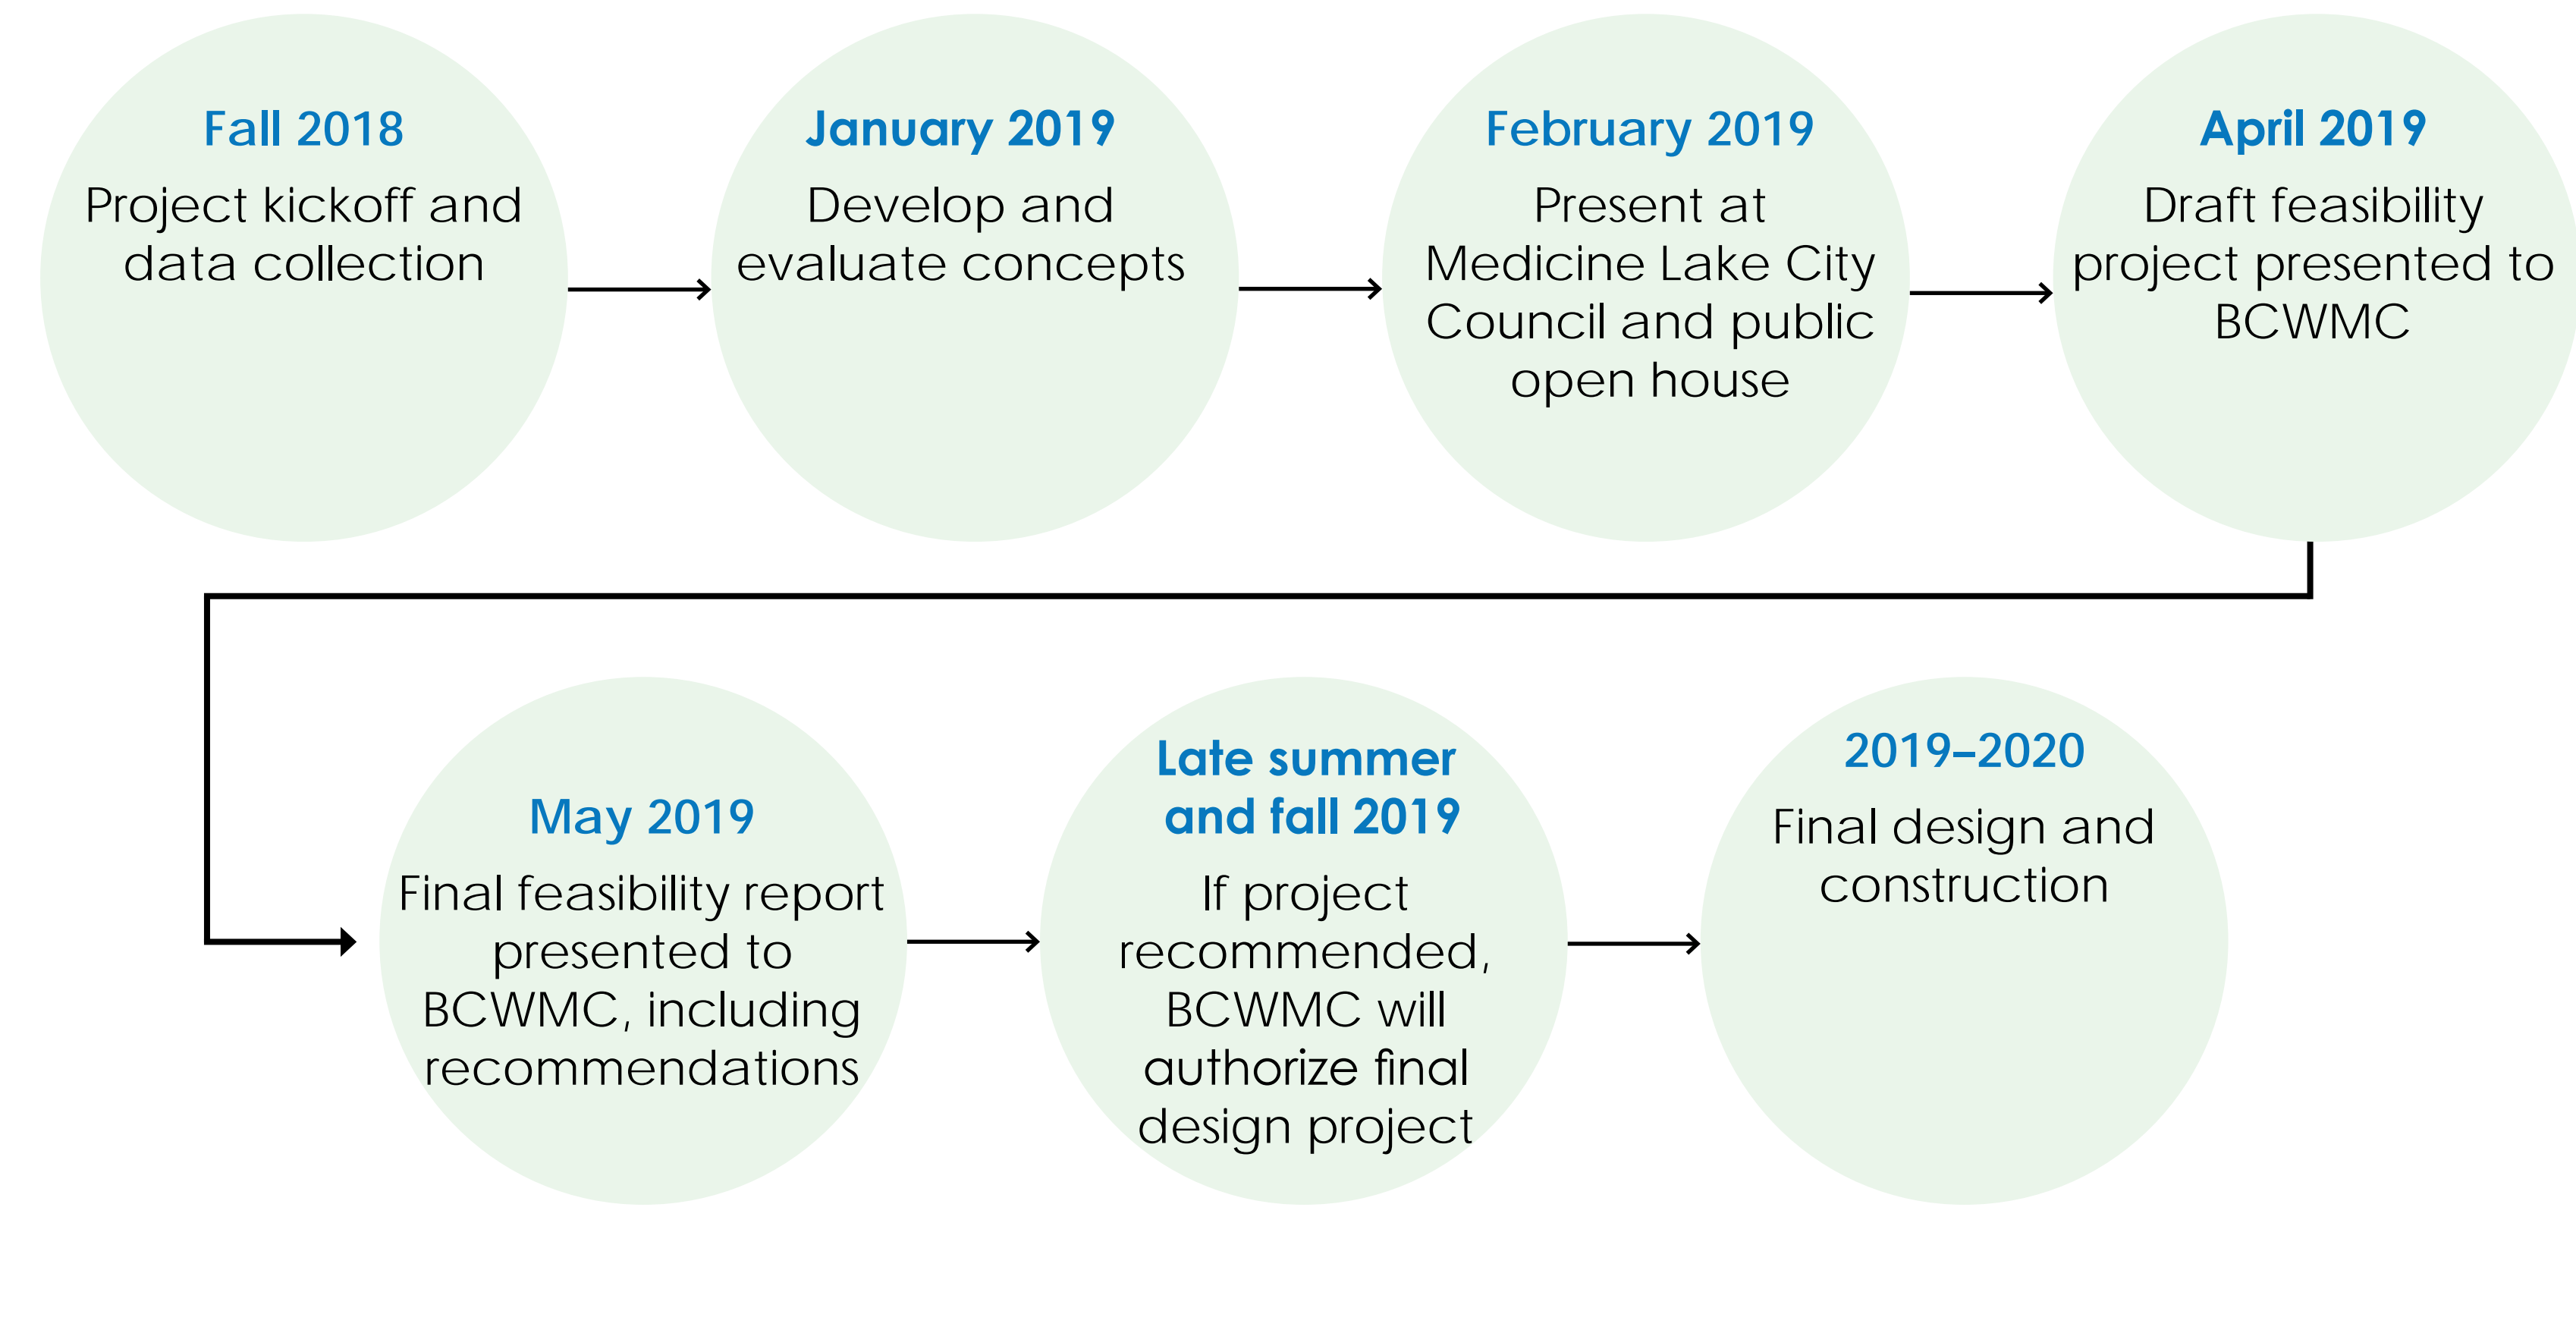 Fall 2018
Project kickoff and
data collection
January 2019
Develop and
evaluate concepts
February 2019
Present at
Medicine Lake City
Council and public
open house
April 2019
Draft feasibility
project presented to
BCWMC
May 2019
Final feasibility report
presented to
BCWMC, including
recommendations
Late summer
and fall 2019
If project
recommended,
BCWMC will
authorize final
design project
2019–2020
Final design and
construction